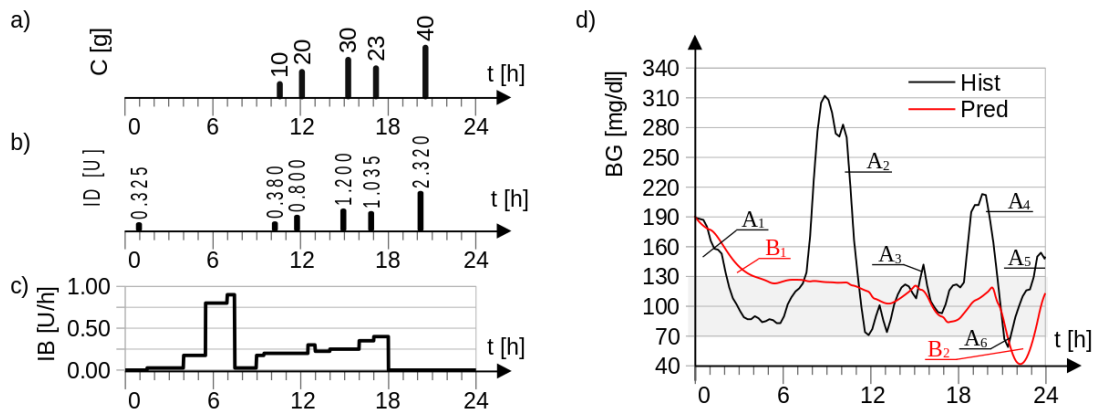 a)
C [g]
10
20
30
23
40
t [h]
0 6 12 18 24
b)
ID [U]
0.325
0.380
0.800
1.200
1.035
2.320
t [h]
0 6 12 18 24
c)
IB [U/h]
1.00
0.50
0.00
t [h]
0 6 12 18 24
d)
BG [mg/dl]
340
310
280
250
220
190
160
130
100
70
40
Hist
Pred
A2
A1
B1
A3
A4
A5
A6
B2
t [h]
0 6 12 18 24